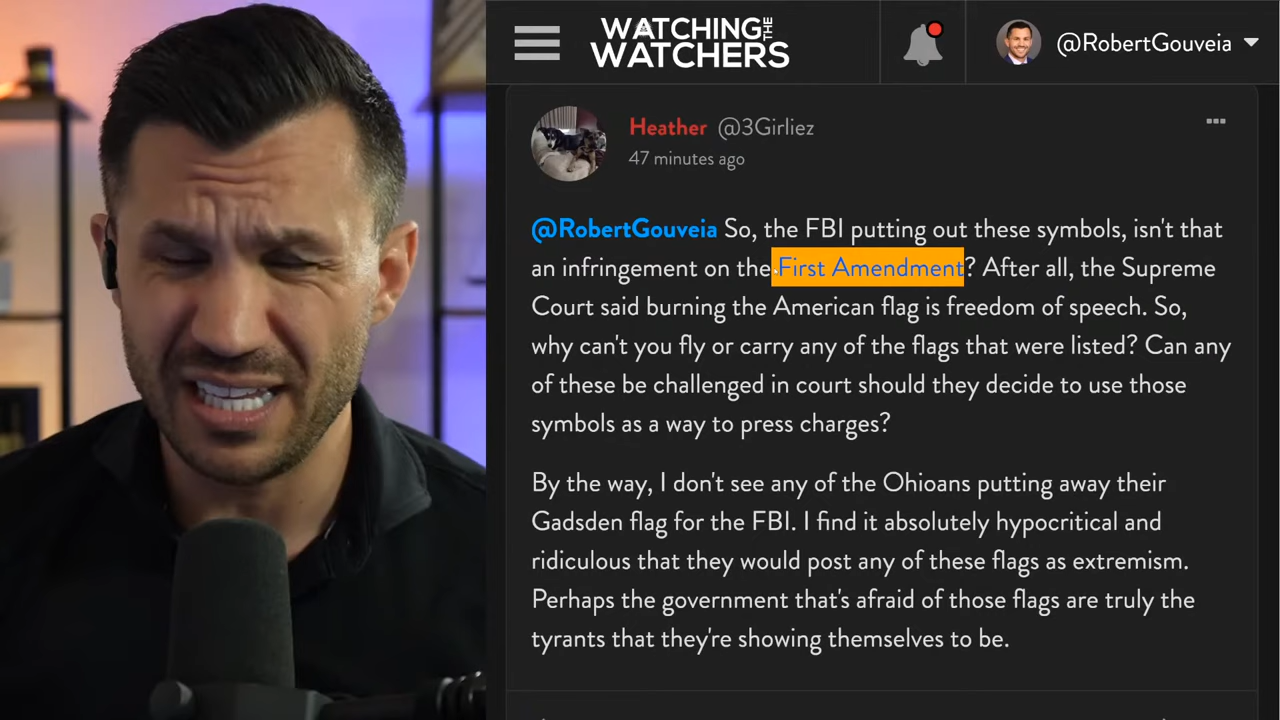 WATCHING THE
WATCHERS
@RobertGouveia
Heather @3Girliez
47 minutes ago
@RobertGouveia So, the FBI putting out these symbols, isn't that
an infringement on the First Amendment? After all, the Supreme
Court said burning the American flag is freedom of speech. So,
why can't you fly or carry any of the flags that were listed? Can any
of these be challenged in court should they decide to use those
symbols as a way to press charges?
By the way, I don't see any of the Ohioans putting away their
Gadsden flag for the FBI. I find it absolutely hypocritical and
ridiculous that they would post any of these flags as extremism.
Perhaps the government that's afraid of those flags are truly the
tyrants that they're showing themselves to be.